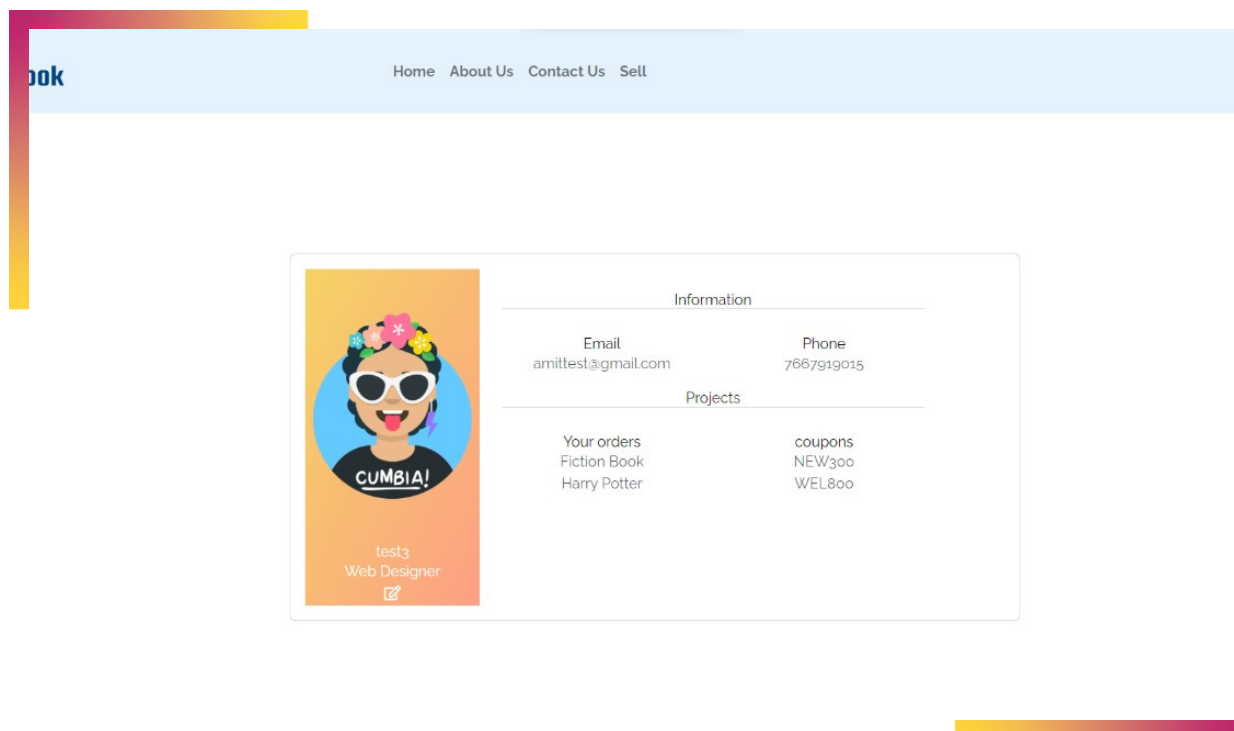 ook
Home About Us Contact Us Sell
Information
Email Phone
amittest@gmail.com 7667919015
Projects
Your orders coupons
Fiction Book NEW300
Harry Potter WEL800
CUMBIA!
test3
Web Designer